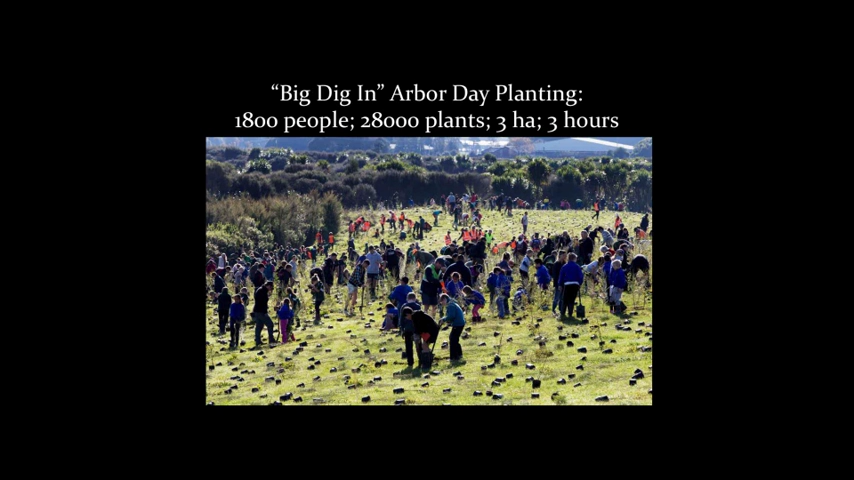 “Big Dig In” Arbor Day Planting:
1800 people; 28000 plants; 3 ha; 3 hours